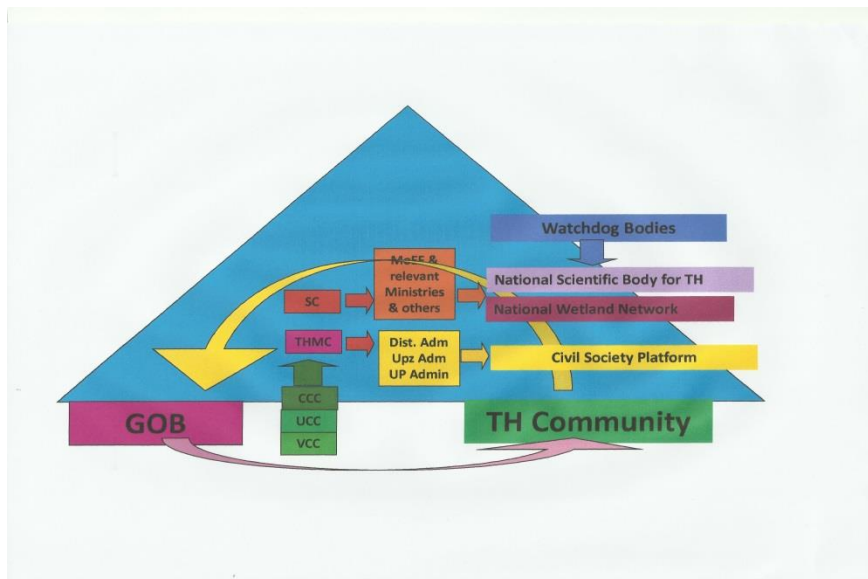 Watchdog Bodies
MoEF &
relevant
Ministries
& others
National Scientific Body for TH
SC
National Wetland Network
THMC
Dist. Adm
Upz Adm
UP Admin
Civil Society Platform
CCC
UCC
VCC
GOB
TH Community